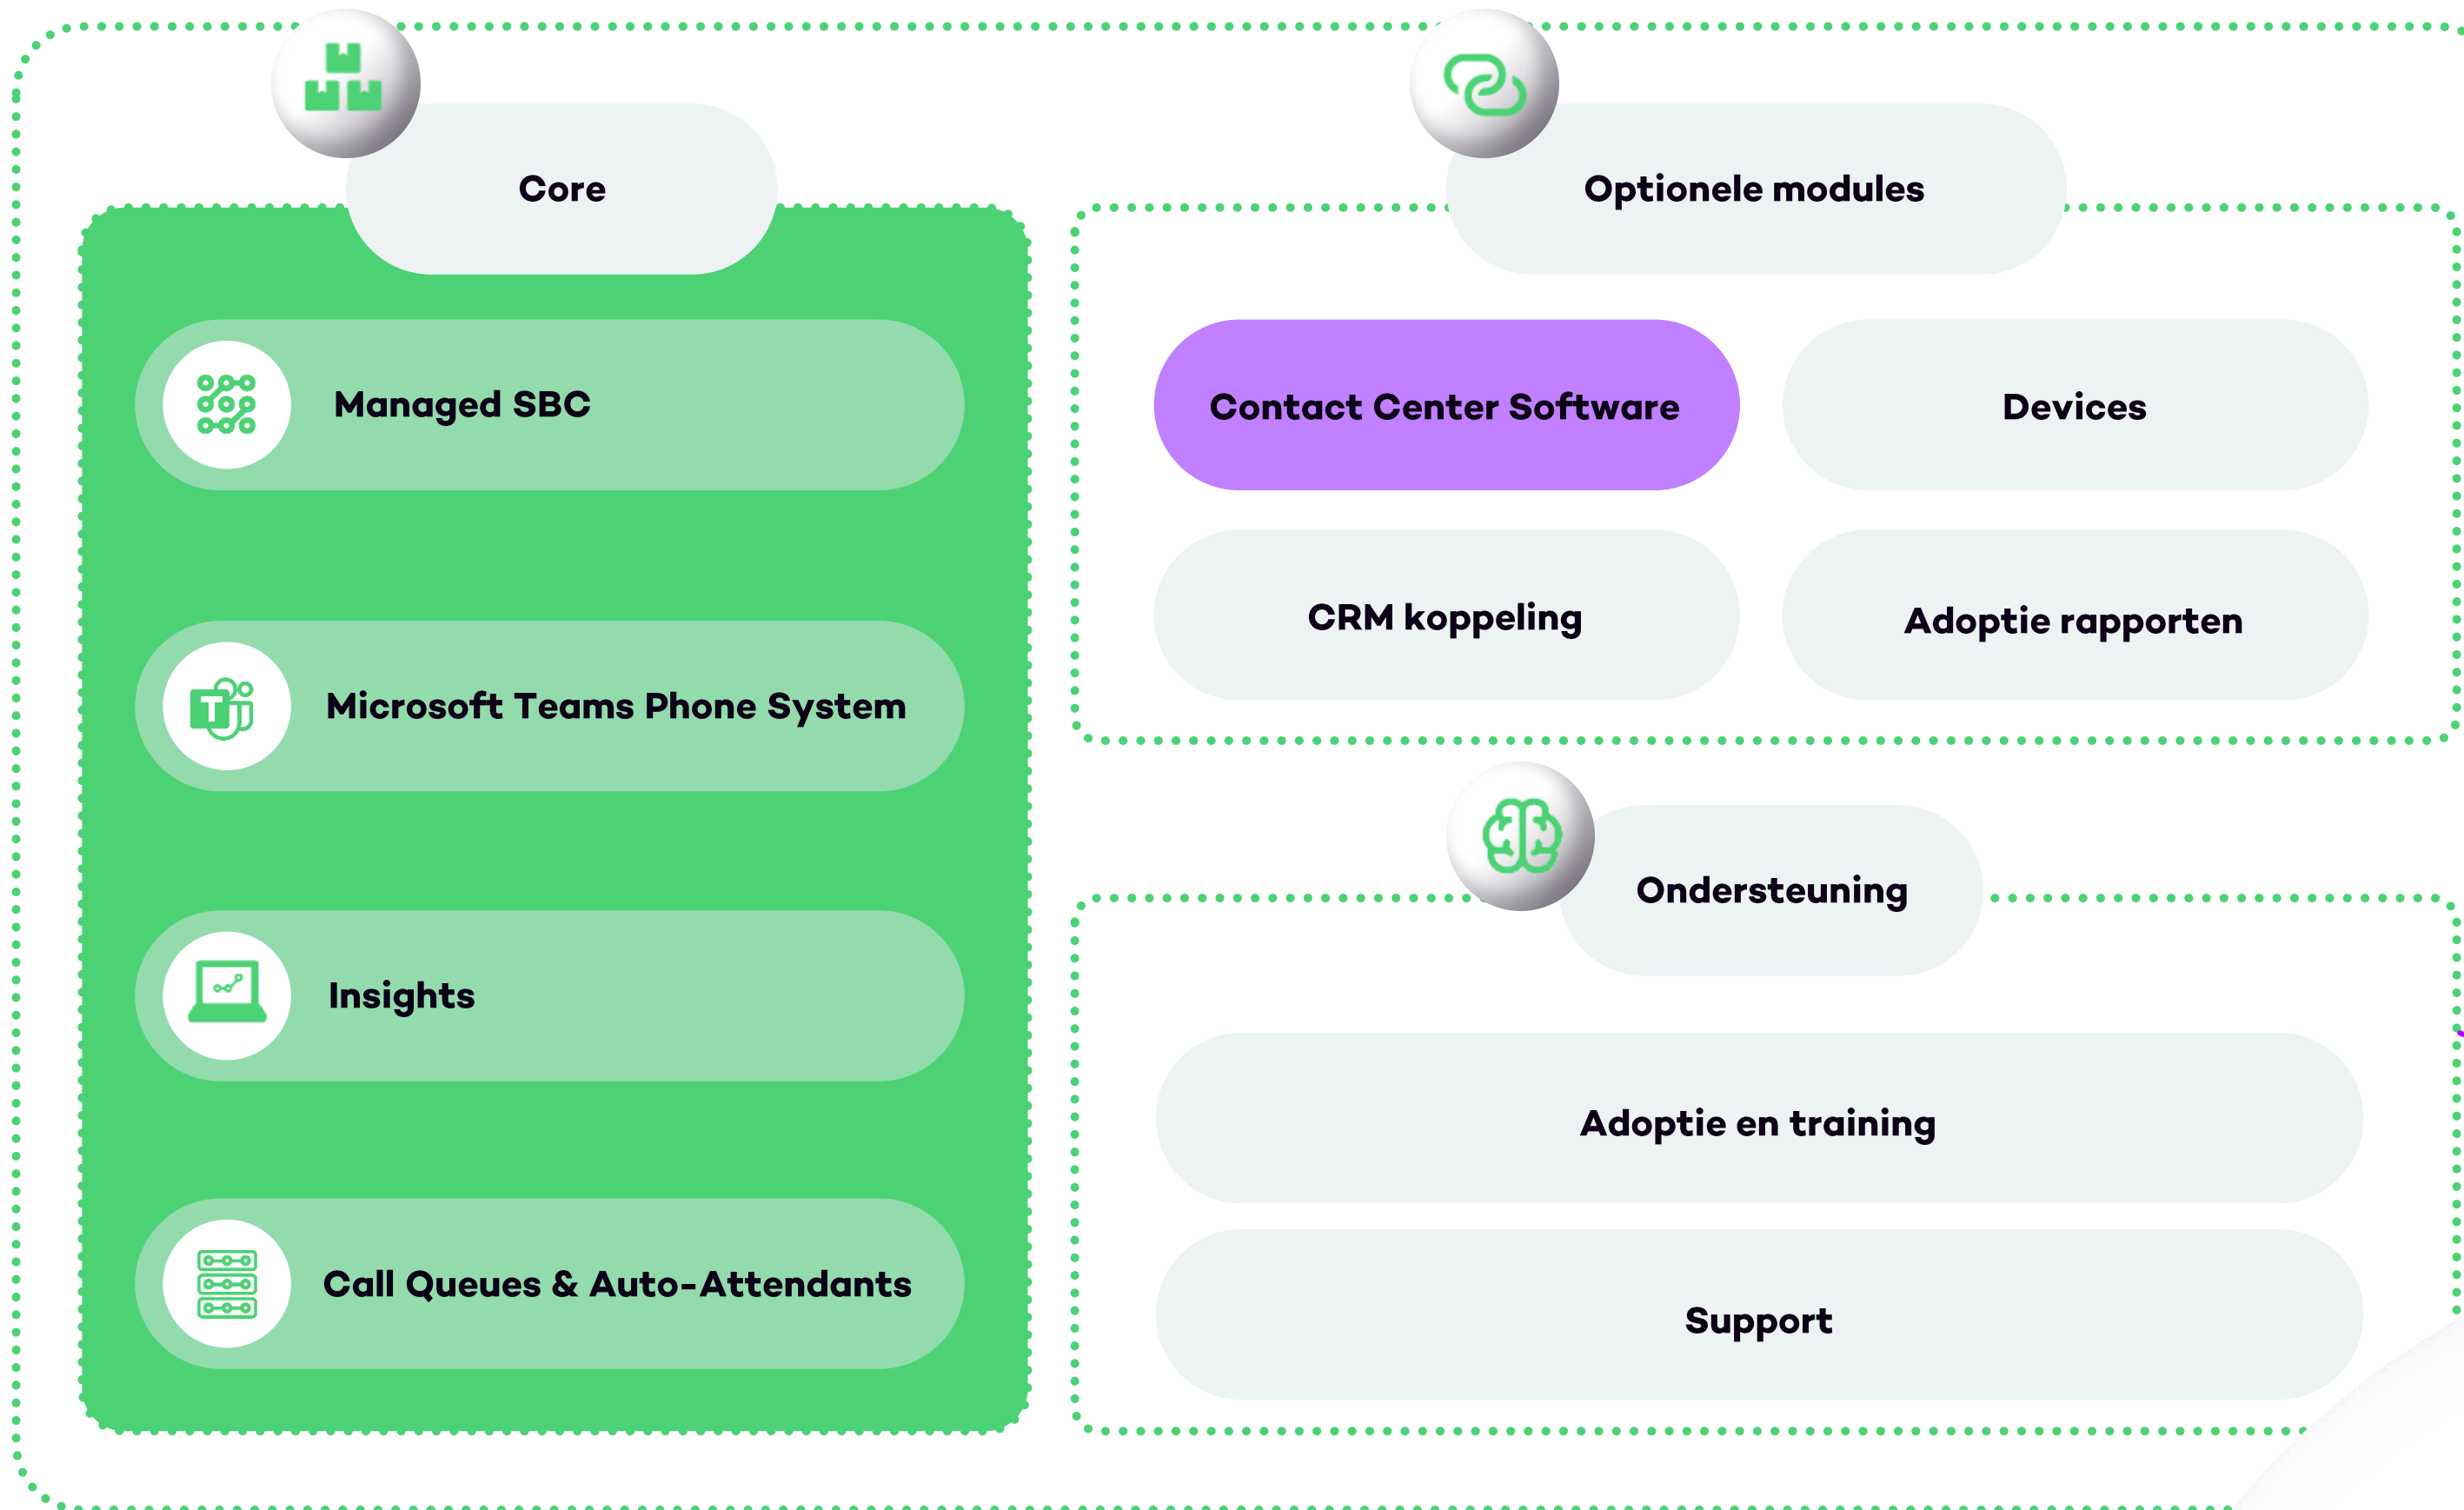 Core
Managed SBC
Microsoft Teams Phone System
Insights
Call Queues & Auto-Attendants
Optionele modules
Contact Center Software
Devices
CRM koppeling
Adoptie rapporten
Ondersteuning
Adoptie en training
Support